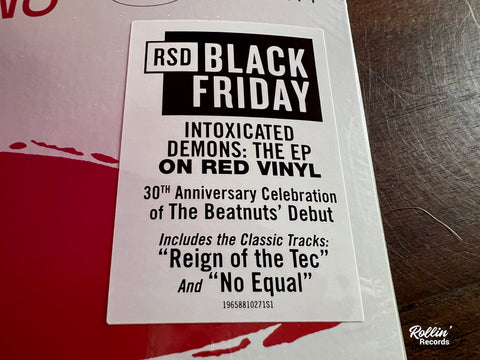 RSD BLACK
FRIDAY
INTOXICATED
DEMONS: THE EP
ON RED VINYL
30TH Anniversary Celebration
of The Beatnuts' Debut
Includes the Classic Tracks:
"Reign of the Tec"
And "No Equal"
19658810271S1
Rollin'
Records